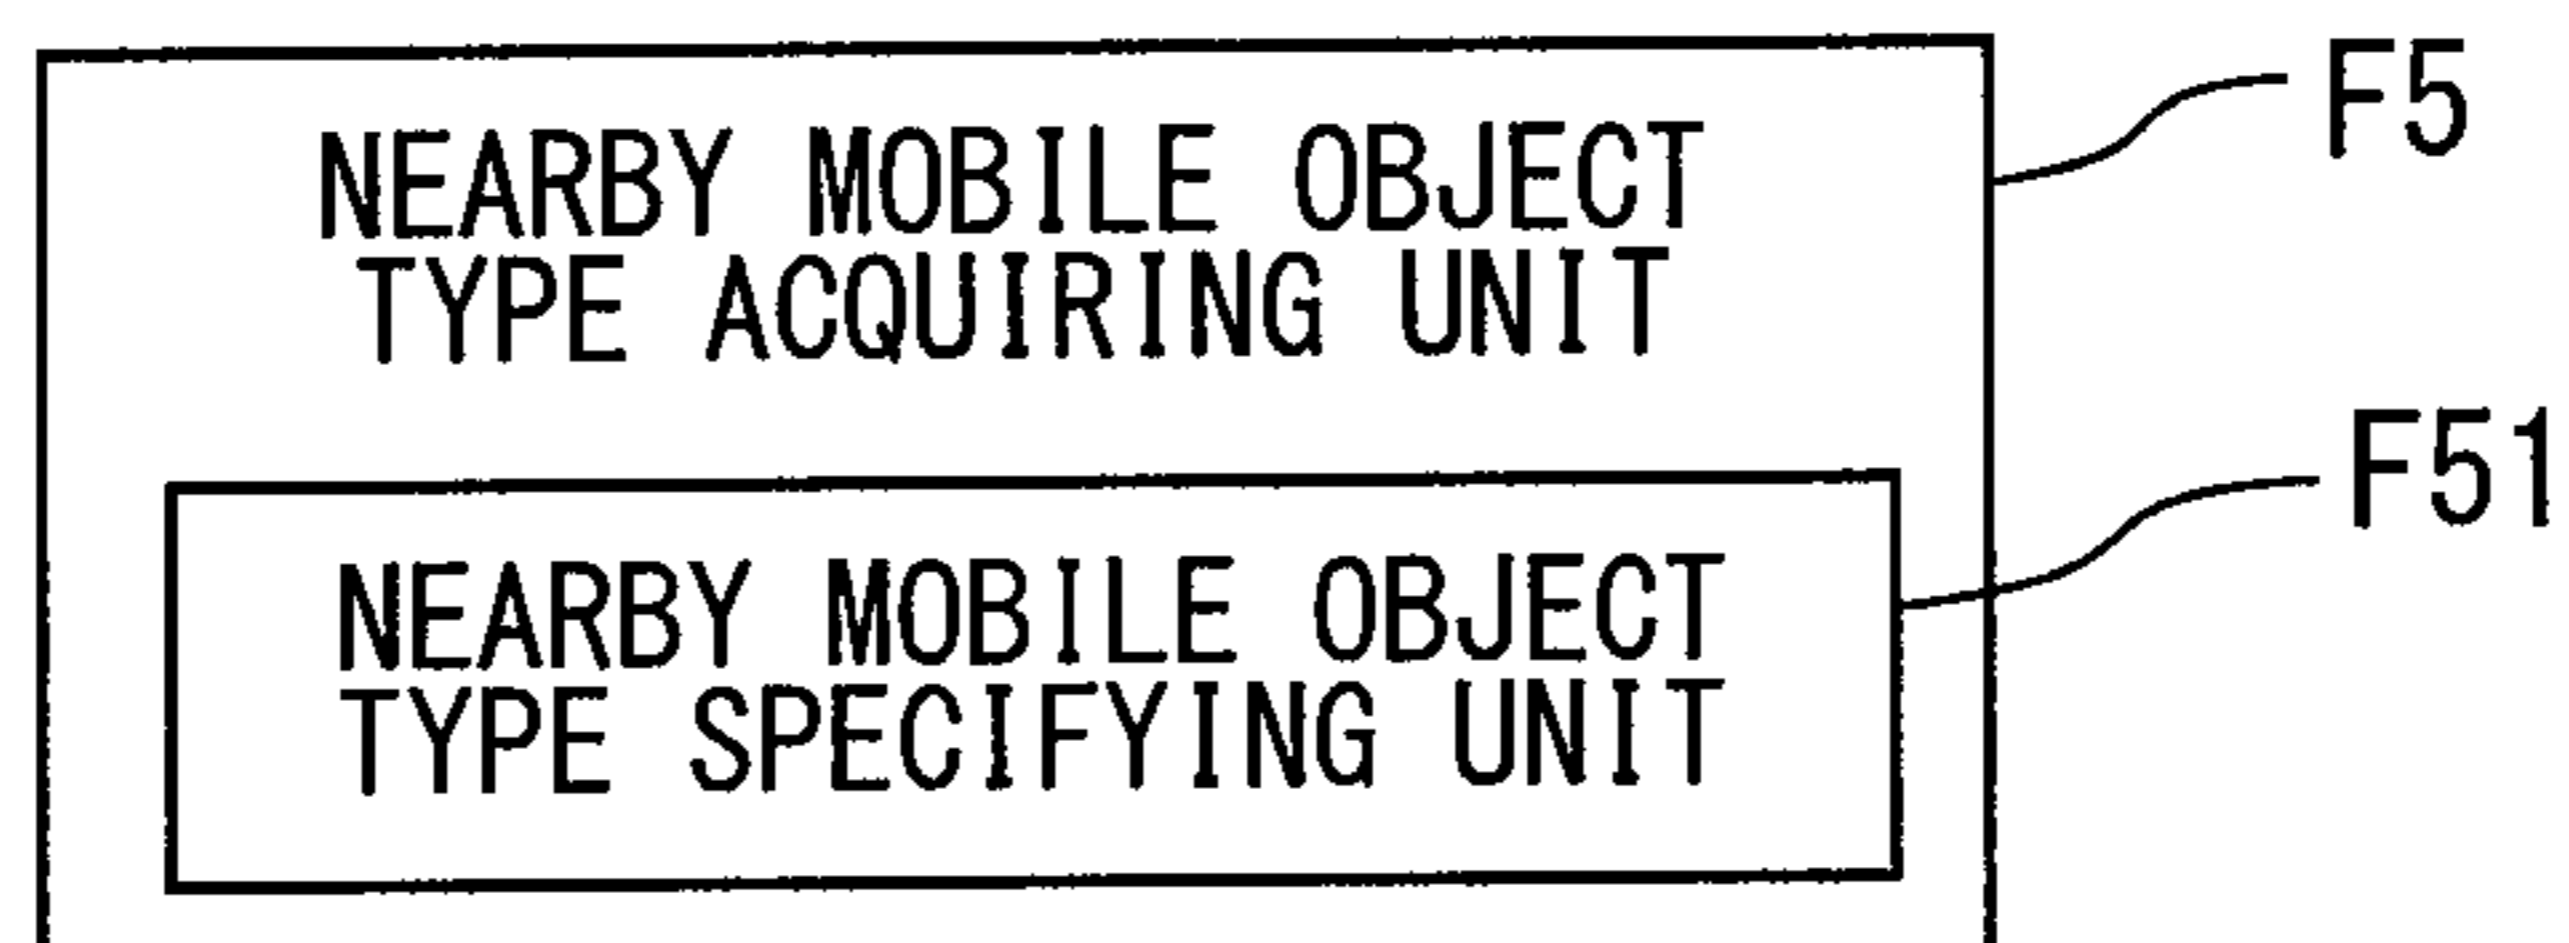 F5
NEARBY MOBILE OBJECT
TYPE ACQUIRING UNIT
F51
NEARBY MOBILE OBJECT
TYPE SPECIFYING UNIT